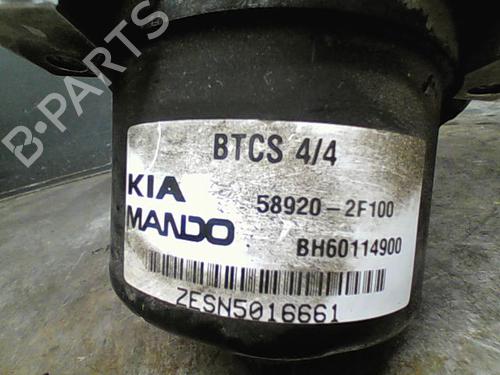 BTCS 4/4
KIA
58920-2F100
MANDO
BH60114900
ZESN5016661
B-PARTS